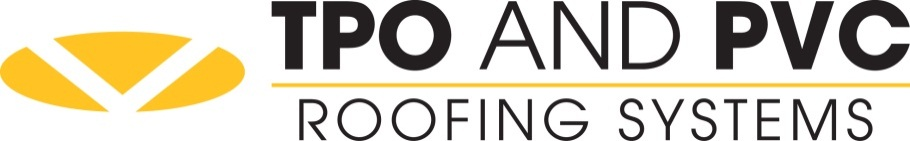 TPO AND PVC
ROOFING SYSTEMS